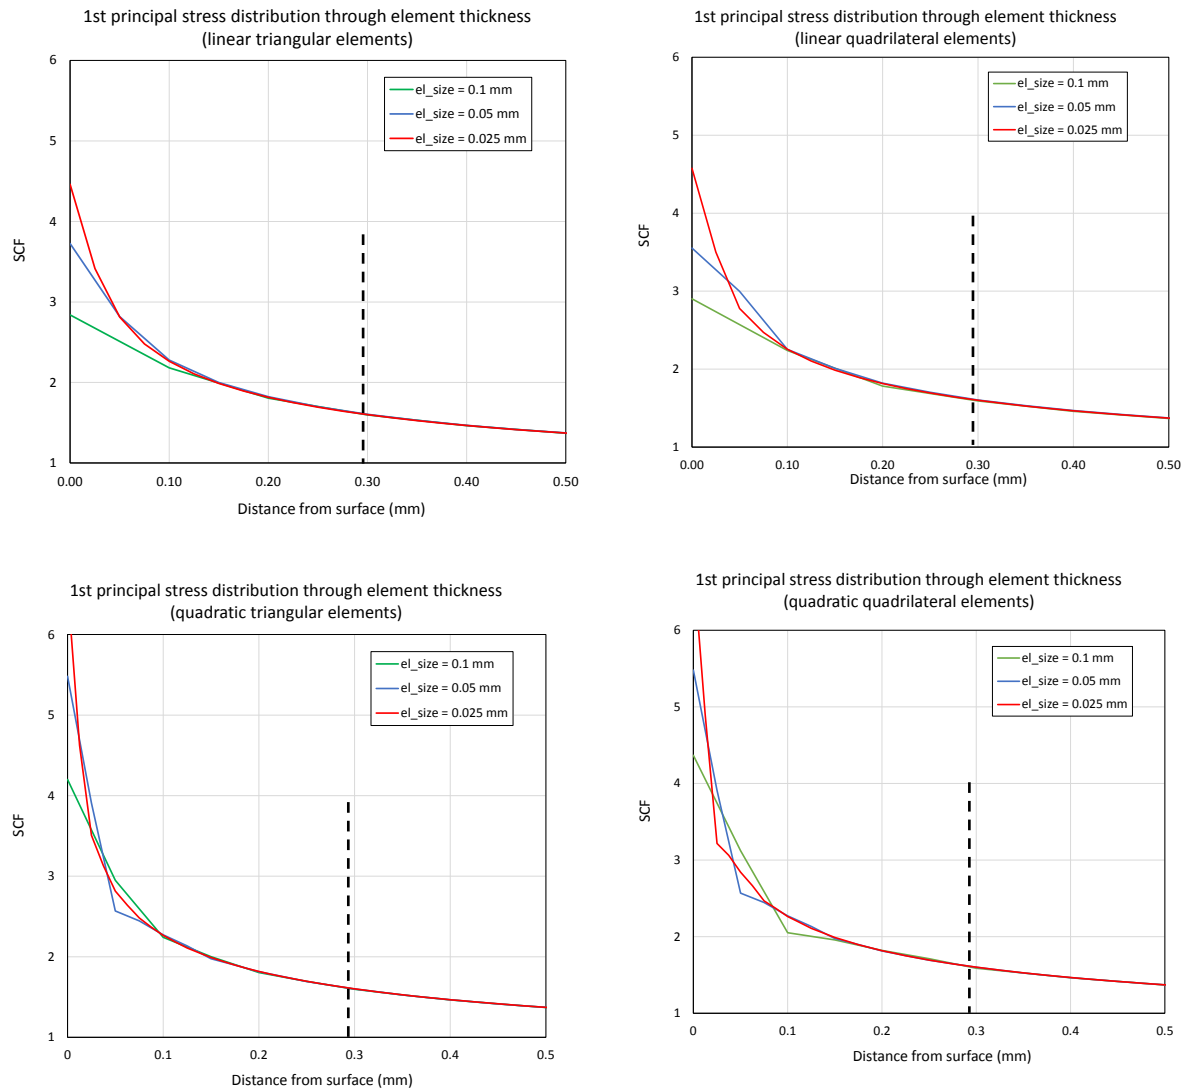 1st principal stress distribution through element thickness
(linear triangular elements)
6
5
4
3
2
1
SCF
el_size = 0.1 mm
el_size = 0.05 mm
el_size = 0.025 mm
0.00 0.10 0.20 0.30 0.40 0.50
Distance from surface (mm)
1st principal stress distribution through element thickness
(linear quadrilateral elements)
6
5
4
3
2
1
SCF
el_size = 0.1 mm
el_size = 0.05 mm
el_size = 0.025 mm
0.00 0.10 0.20 0.30 0.40 0.50
Distance from surface (mm)
1st principal stress distribution through element thickness
(quadratic triangular elements)
6
5
4
3
2
1
SCF
el_size = 0.1 mm
el_size = 0.05 mm
el_size = 0.025 mm
0 0.1 0.2 0.3 0.4 0.5
Distance from surface (mm)
1st principal stress distribution through element thickness
(quadratic quadrilateral elements)
6
5
4
3
2
1
SCF
el_size = 0.1 mm
el_size = 0.05 mm
el_size = 0.025 mm
0 0.1 0.2 0.3 0.4 0.5
Distance from surface (mm)